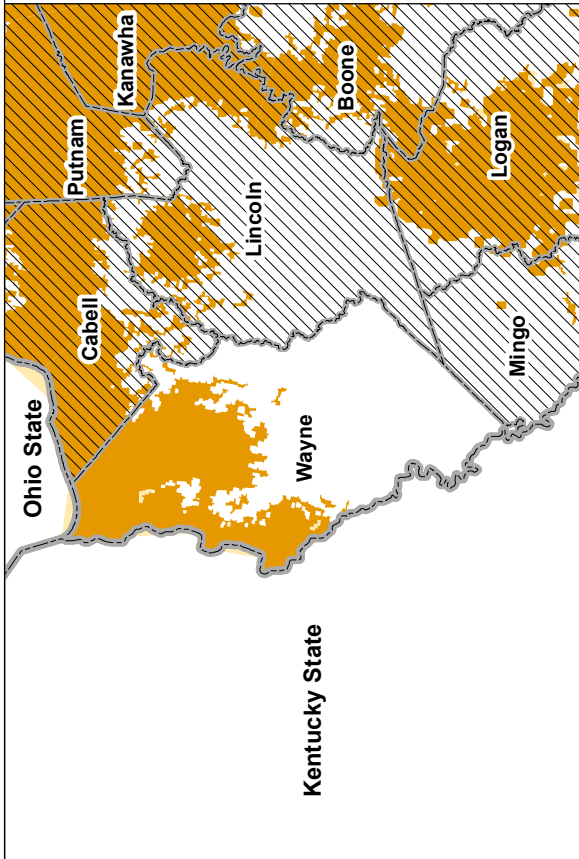 Ohio State
Cabell
Putnam
Kanawha
Lincoln
Boone
Wayne
Logan
Mingo
Kentucky State